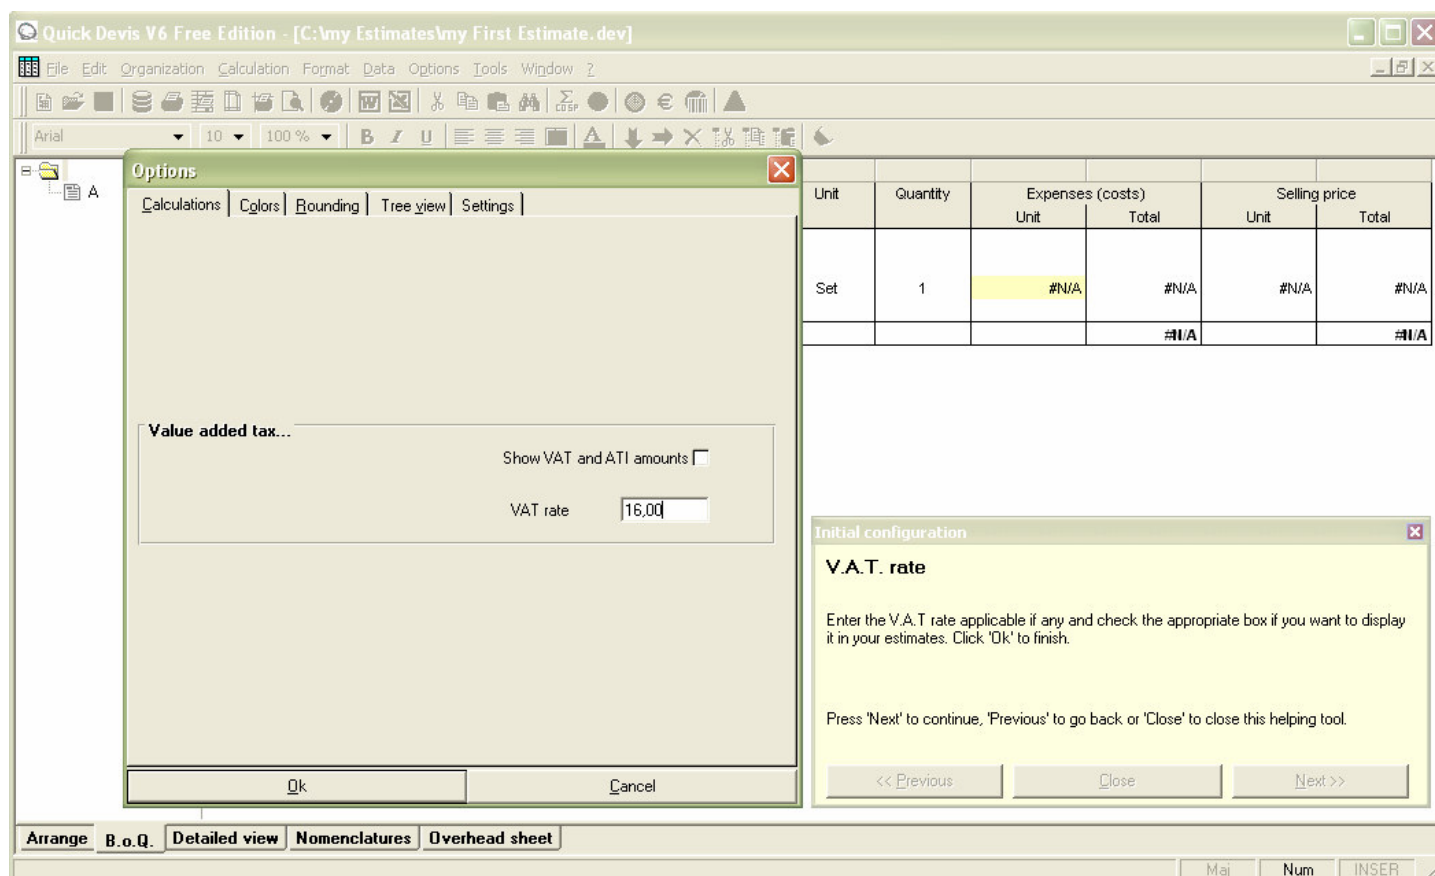 Quick Devis V6 Free Edition - [C:\my Estimates\my First Estimate.dev]
File Edit Organization Calculation Format Data Options Tools Window ?
Arial 10 100 % B I U A
A
Options
Calculations Colors Rounding Tree view Settings
Value added tax...
Show VAT and ATI amounts
VAT rate 16,00
Ok Cancel
Unit Quantity Expenses (costs) Selling price
Unit Total Unit Total
Set 1 #N/A #N/A #N/A #N/A
#N/A #N/A
Initial configuration
V.A.T. rate
Enter the V.A.T rate applicable if any and check the appropriate box if you want to display
it in your estimates. Click 'Ok' to finish.
Press 'Next' to continue, 'Previous' to go back or 'Close' to close this helping tool.
<< Previous Close Next >>
Arrange B.o.Q. Detailed view Nomenclatures Overhead sheet
Maj Num INSER